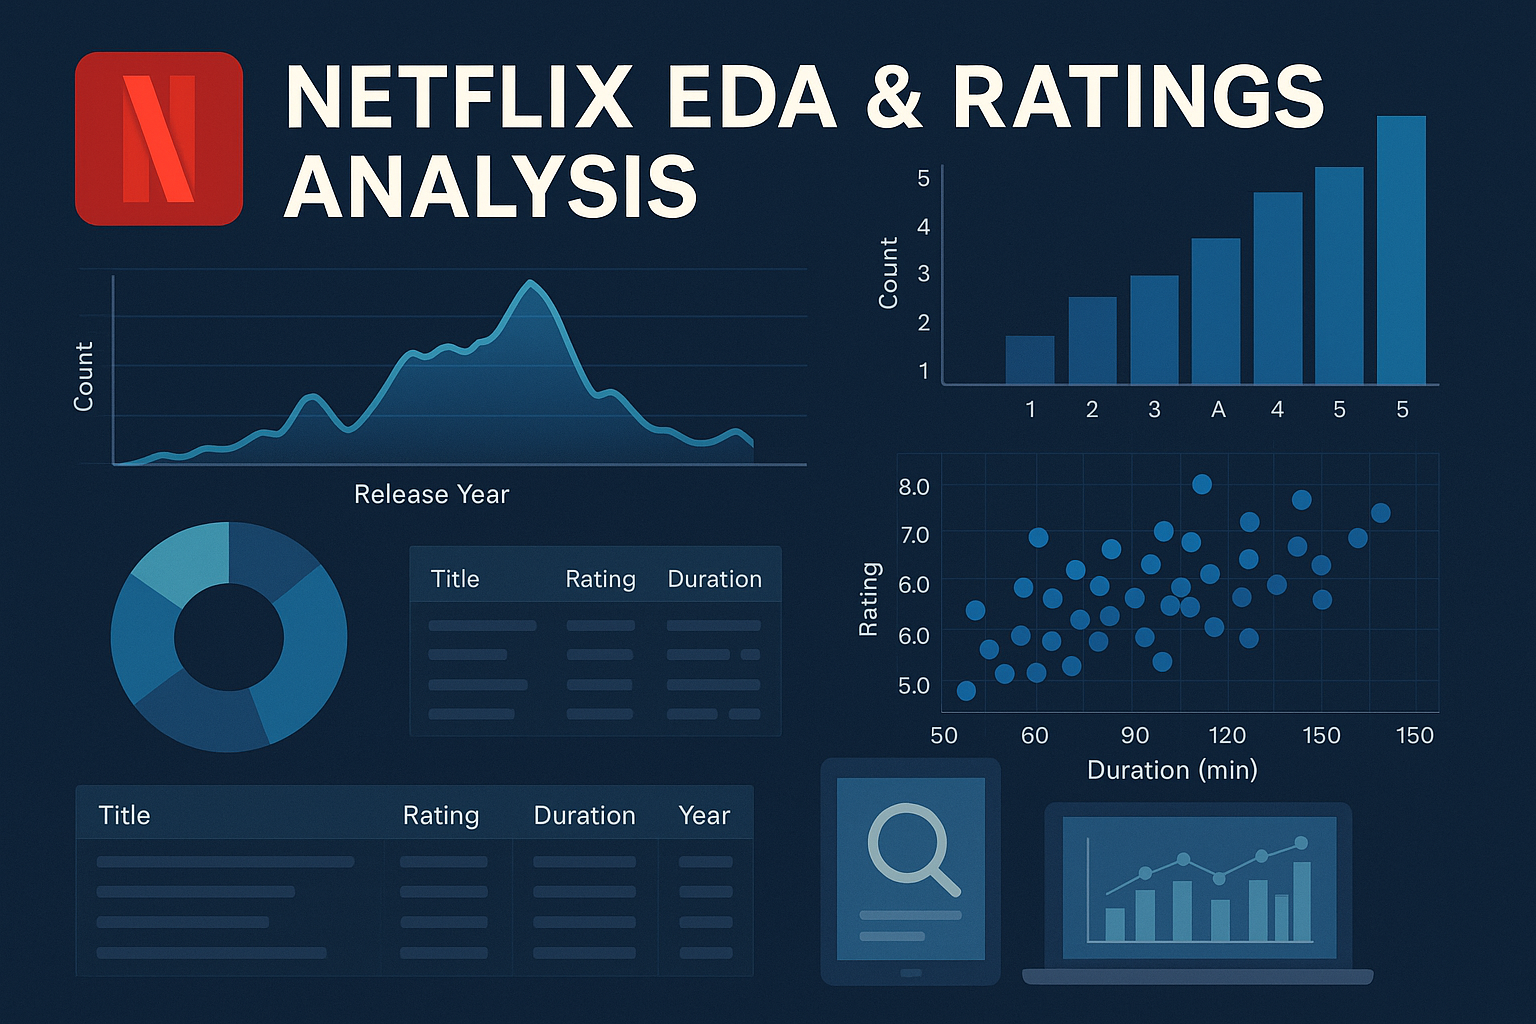 NETFLIX EDA & RATINGS
ANALYSIS
Count
Release Year
5
4
3
2
1
Count
1 2 3 A 4 5 5
Title Rating Duration
8.0
7.0
6.0
6.0
5.0
Rating
50 60 90 120 150 150
Duration (min)
Title Rating Duration Year